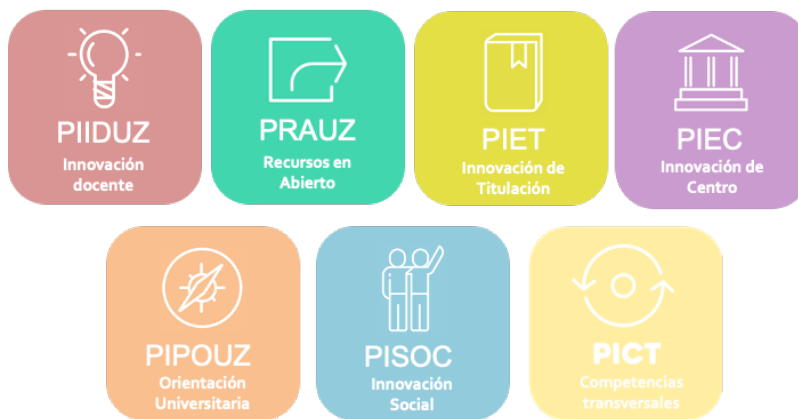 PIIDUZ
Innovación
docente
PRAUZ
Recursos en
Abierto
PIET
Innovación de
Titulación
PIEC
Innovación de
Centro
PIPOUZ
Orientación
Universitaria
PISOC
Innovación
Social
PICT
Competencias
transversales